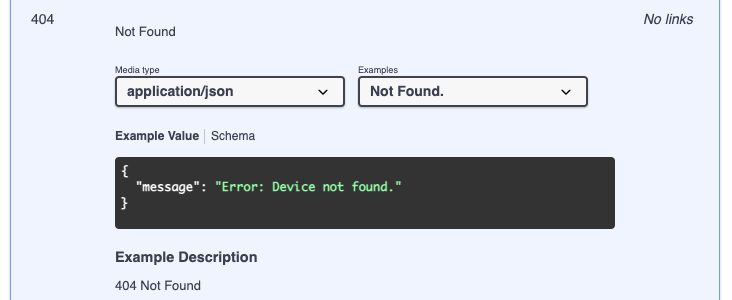 404 No links
Not Found
Media type Examples
application/json Not Found.
Example Value Schema
{
"message": "Error: Device not found."
}
Example Description
404 Not Found